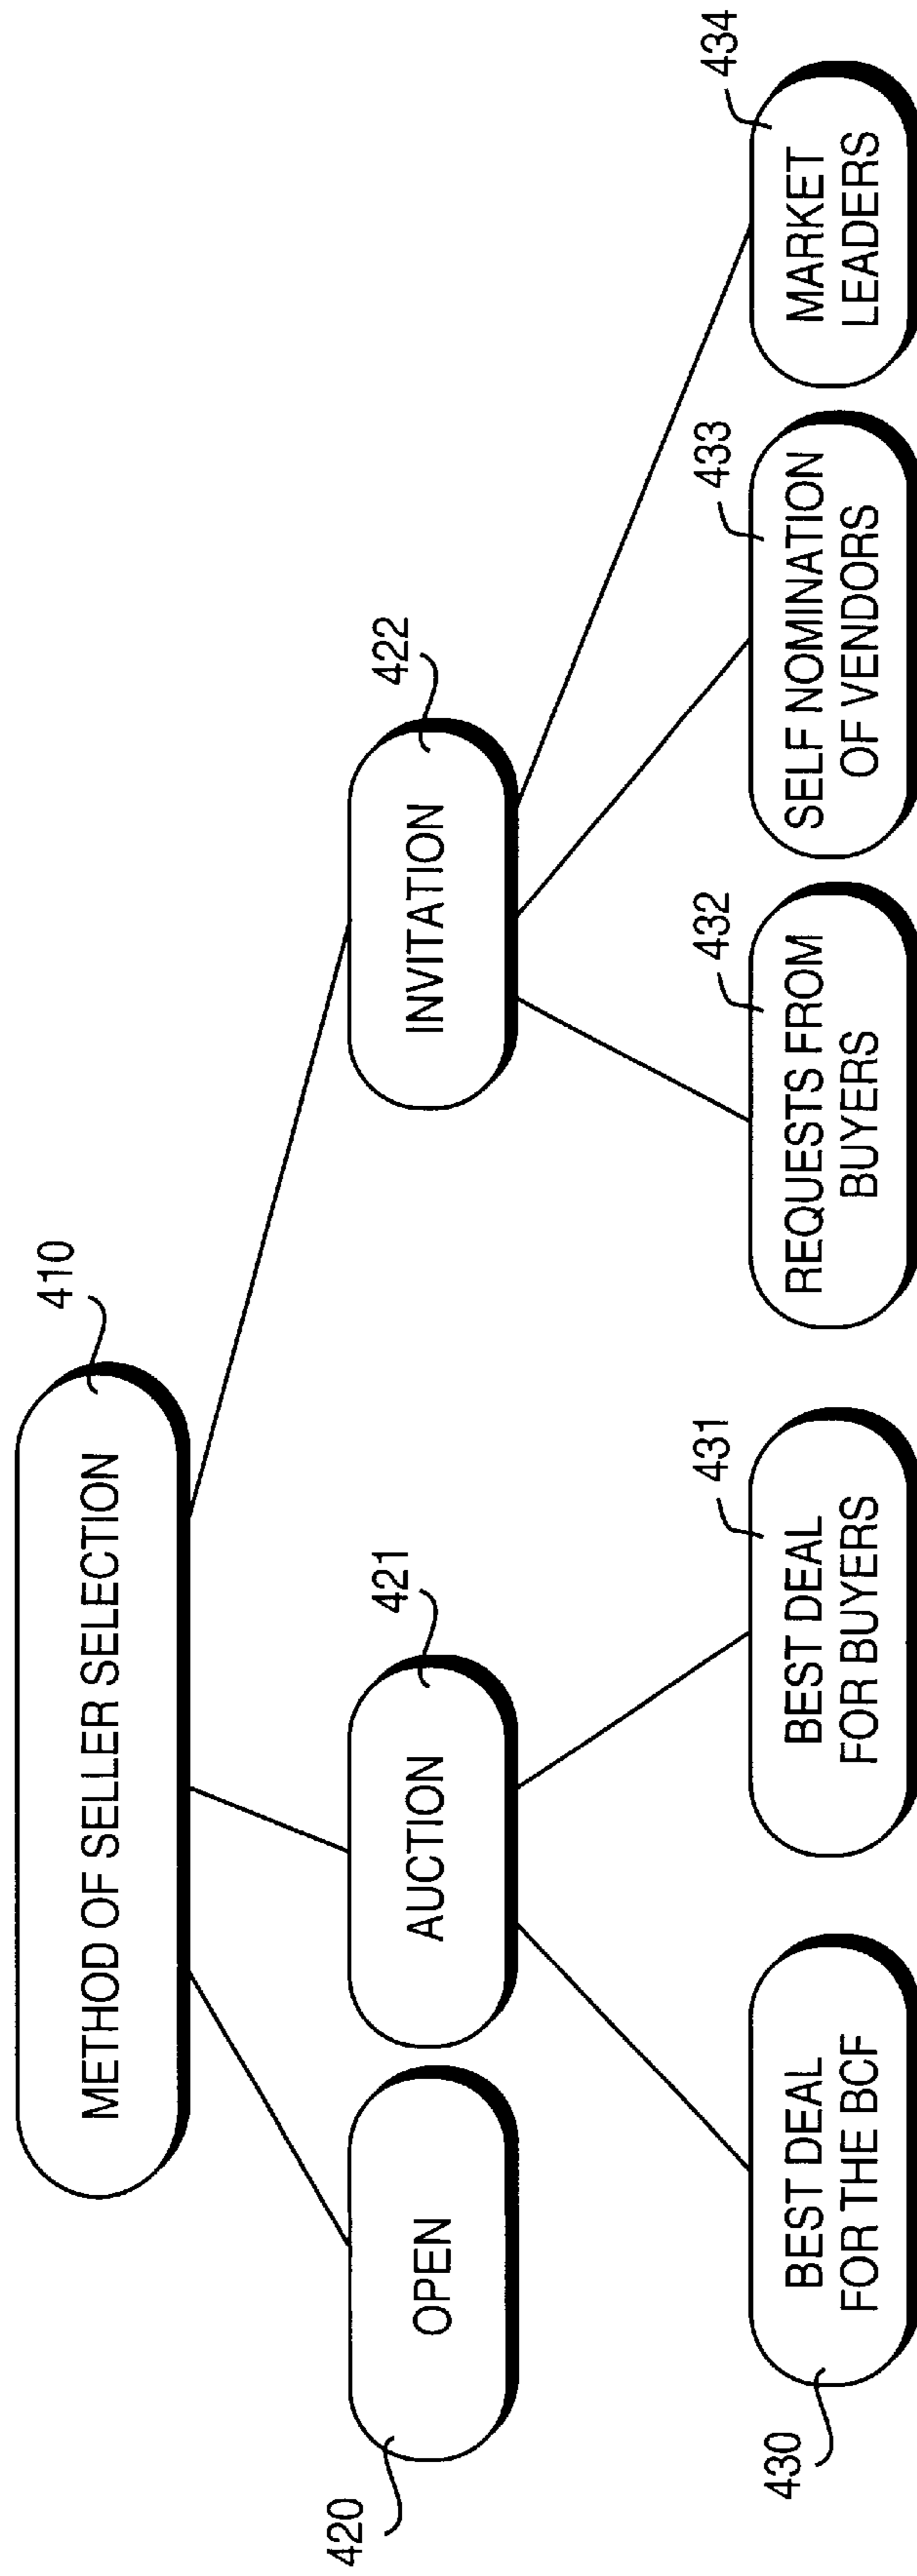 410
METHOD OF SELLER SELECTION
420
OPEN
421
AUCTION
422
INVITATION
430
BEST DEAL
FOR THE BCF
431
BEST DEAL
FOR BUYERS
432
REQUESTS FROM
BUYERS
433
SELF NOMINATION
OF VENDORS
434
MARKET
LEADERS